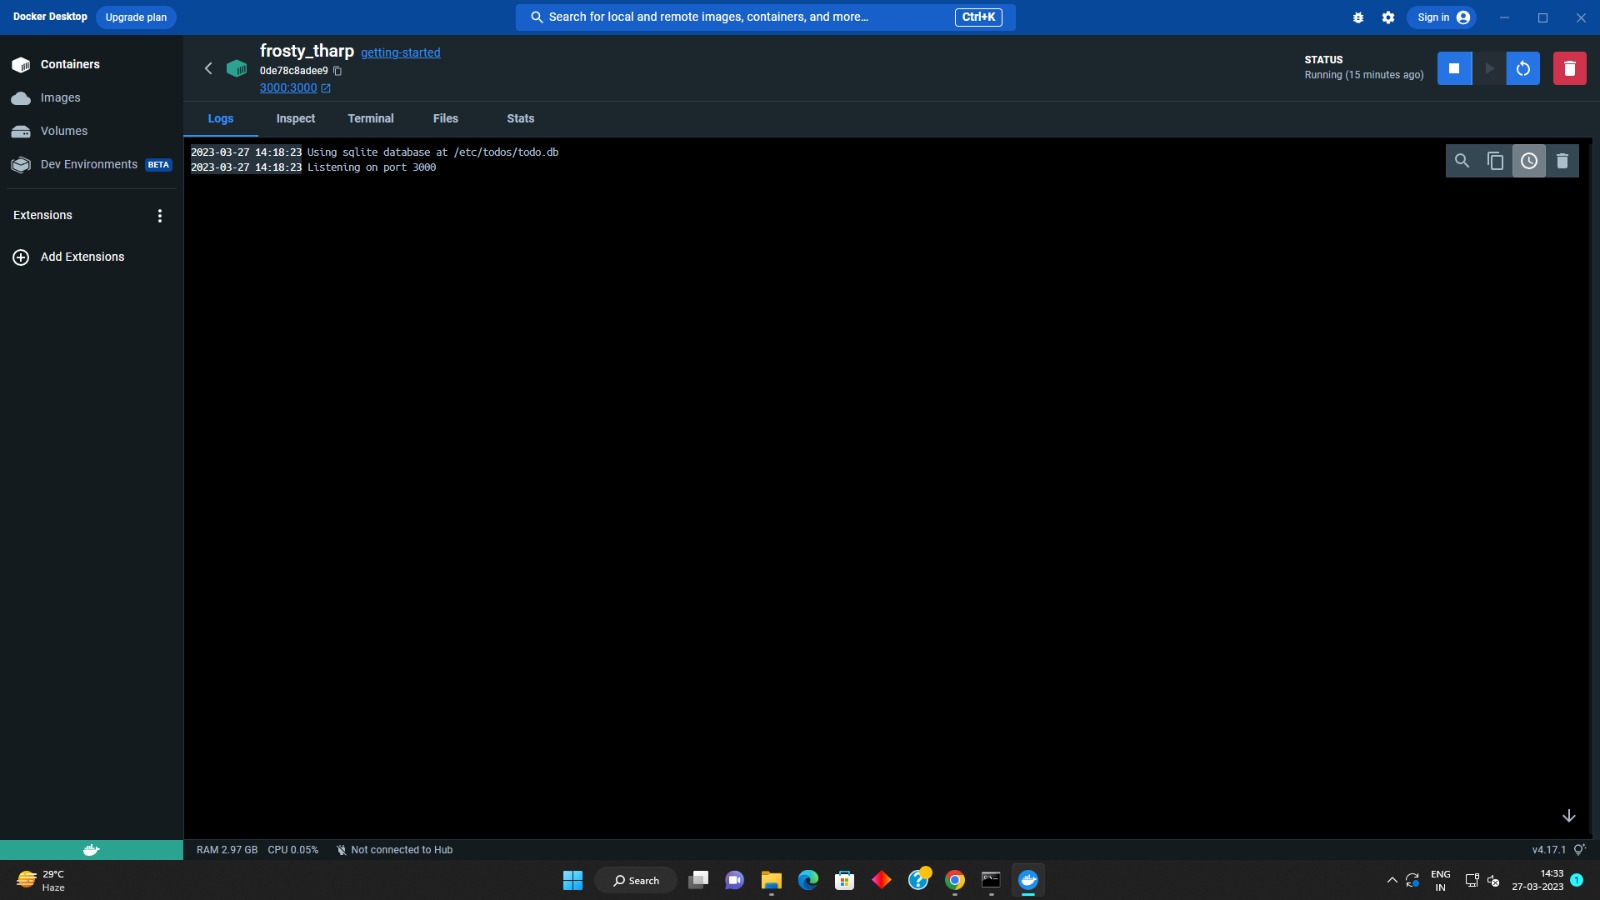 Docker Desktop
Upgrade plan
Search for local and remote images, containers, and more...
Ctrl+K
Sign in
Containers
Images
Volumes
Dev Environments BETA
Extensions
Add Extensions
frosty_tharp getting-started
0de78c8adee9
3000:3000
STATUS
Running (15 minutes ago)
Logs
Inspect
Terminal
Files
Stats
2023-03-27 14:18:23 Using sqlite database at /etc/todos/todo.db
2023-03-27 14:18:23 Listening on port 3000
RAM 2.97 GB CPU 0.05% Not connected to Hub
v4.17.1
29°C
Haze
Search
ENG
IN
14:33
27-03-2023
1